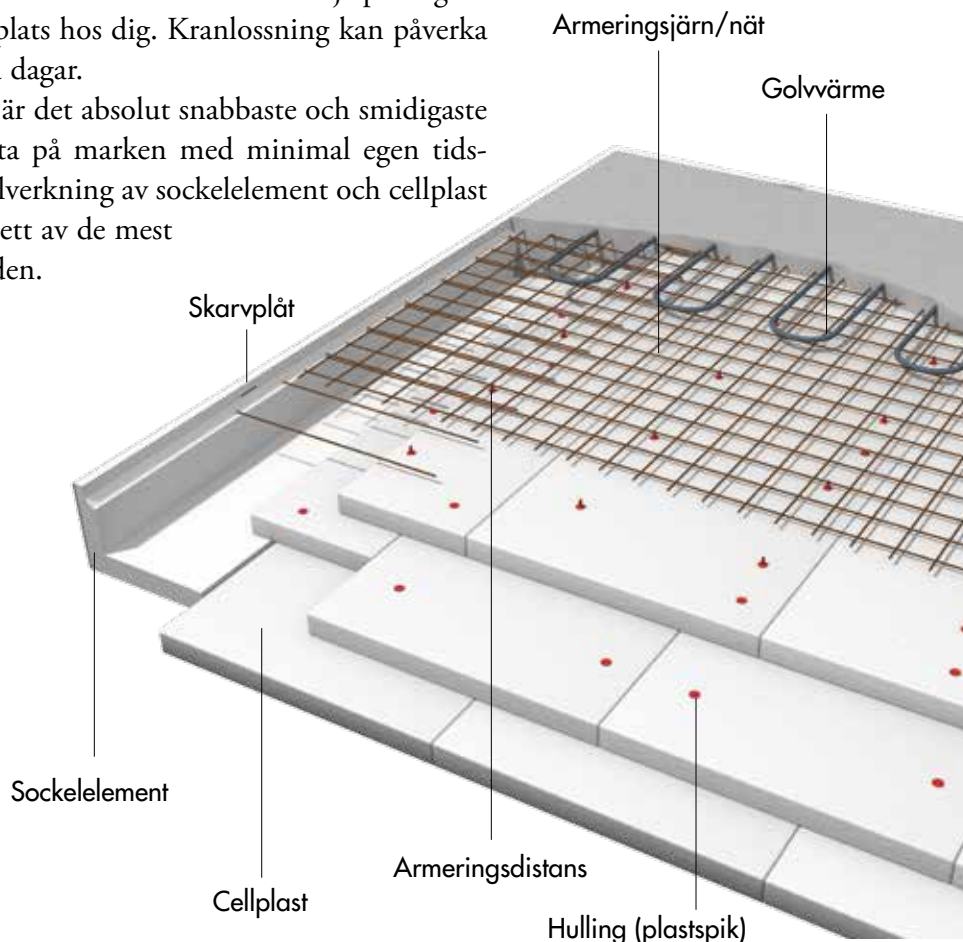 plats hos dig. Kranlossning kan påverka
dagar.
är det absolut snabbaste och smidigaste
ta på marken med minimal egen tids-
lverkning av sockelelement och cellplast
ett av de mest
den.
Armeringsjärn/nät
Golvvärme
Skarvplåt
Sockelelement
Cellplast
Armeringsdistans
Hulling (plastspik)